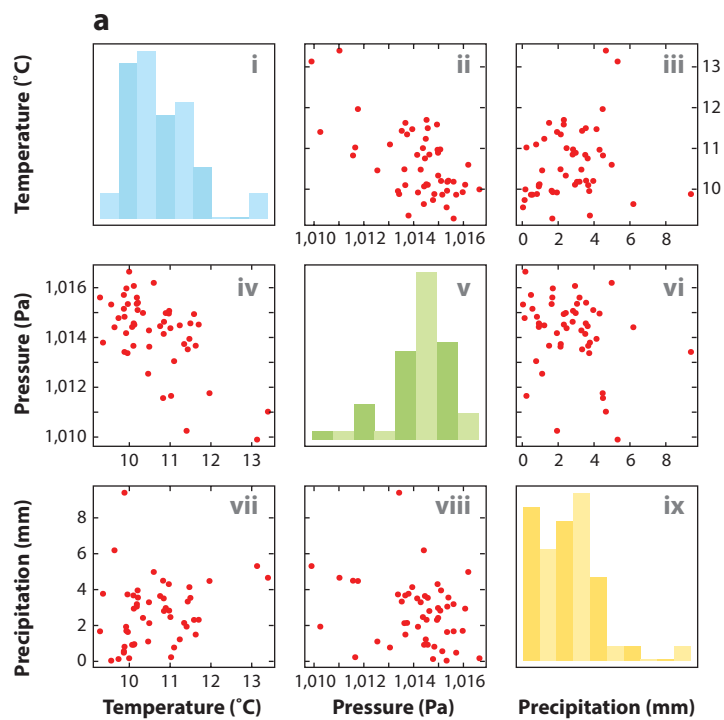 a
Temperature (˚C)
i
ii
iii
13
12
11
10
1,010 1,012 1,014 1,016
0 2 4 6 8
Pressure (Pa)
1,016
1,014
1,012
1,010
iv
v
vi
10 11 12 13
0 2 4 6 8
Precipitation (mm)
8
6
4
2
0
vii
viii
ix
10 11 12 13
1,010 1,012 1,014 1,016
Temperature (˚C)
Pressure (Pa)
Precipitation (mm)